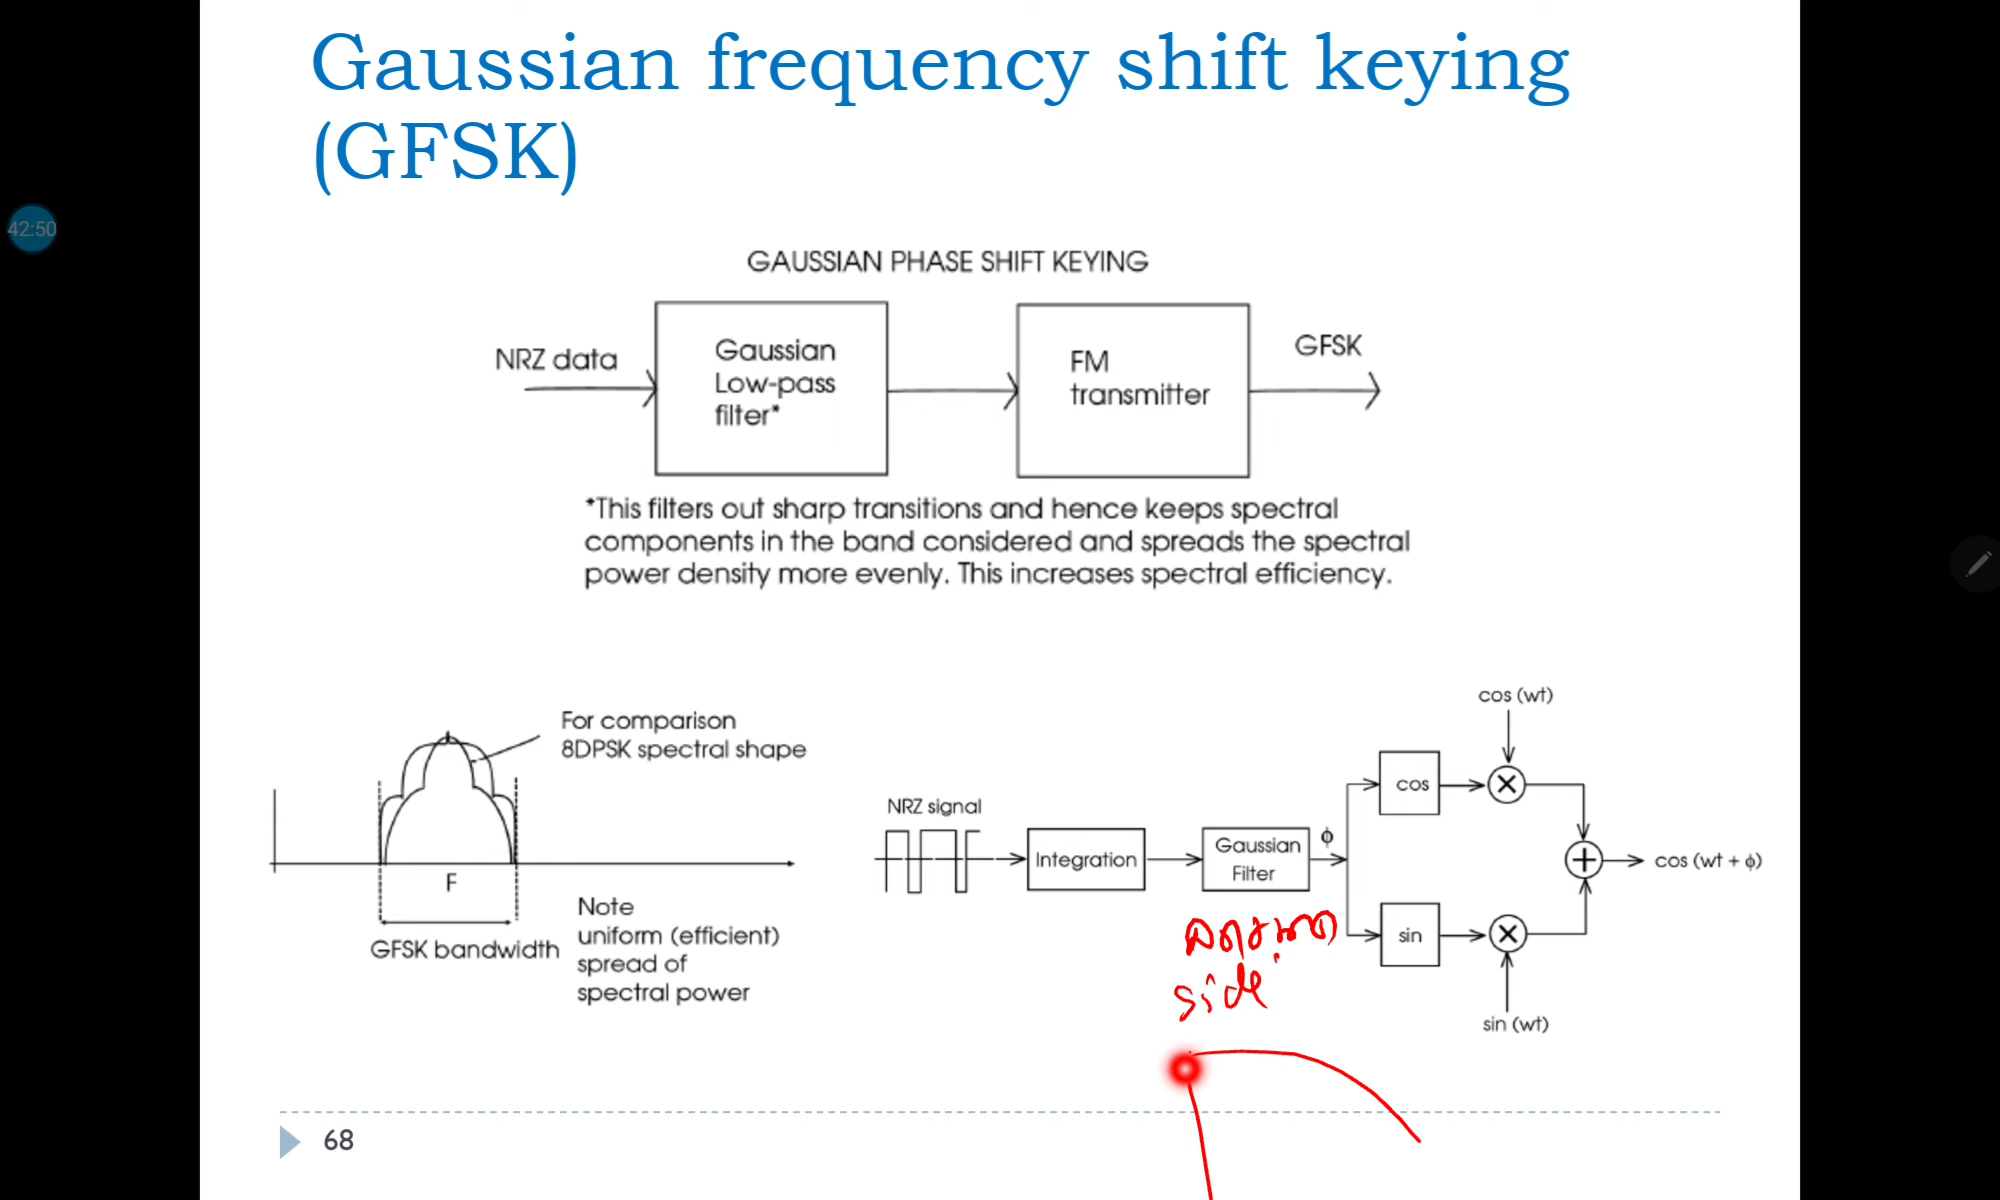 Gaussian frequency shift keying
(GFSK)
42:50
GAUSSIAN PHASE SHIFT KEYING
NRZ data
Gaussian
Low-pass
filter*
FM
transmitter
GFSK
*This filters out sharp transitions and hence keeps spectral
components in the band considered and spreads the spectral
power density more evenly. This increases spectral efficiency.
For comparison
8DPSK spectral shape
F
GFSK bandwidth
Note
uniform (efficient)
spread of
spectral power
NRZ signal
Integration
Gaussian
Filter
ϕ
cos
cos (wt)
sin
sin (wt)
cos (wt + ϕ)
side
68